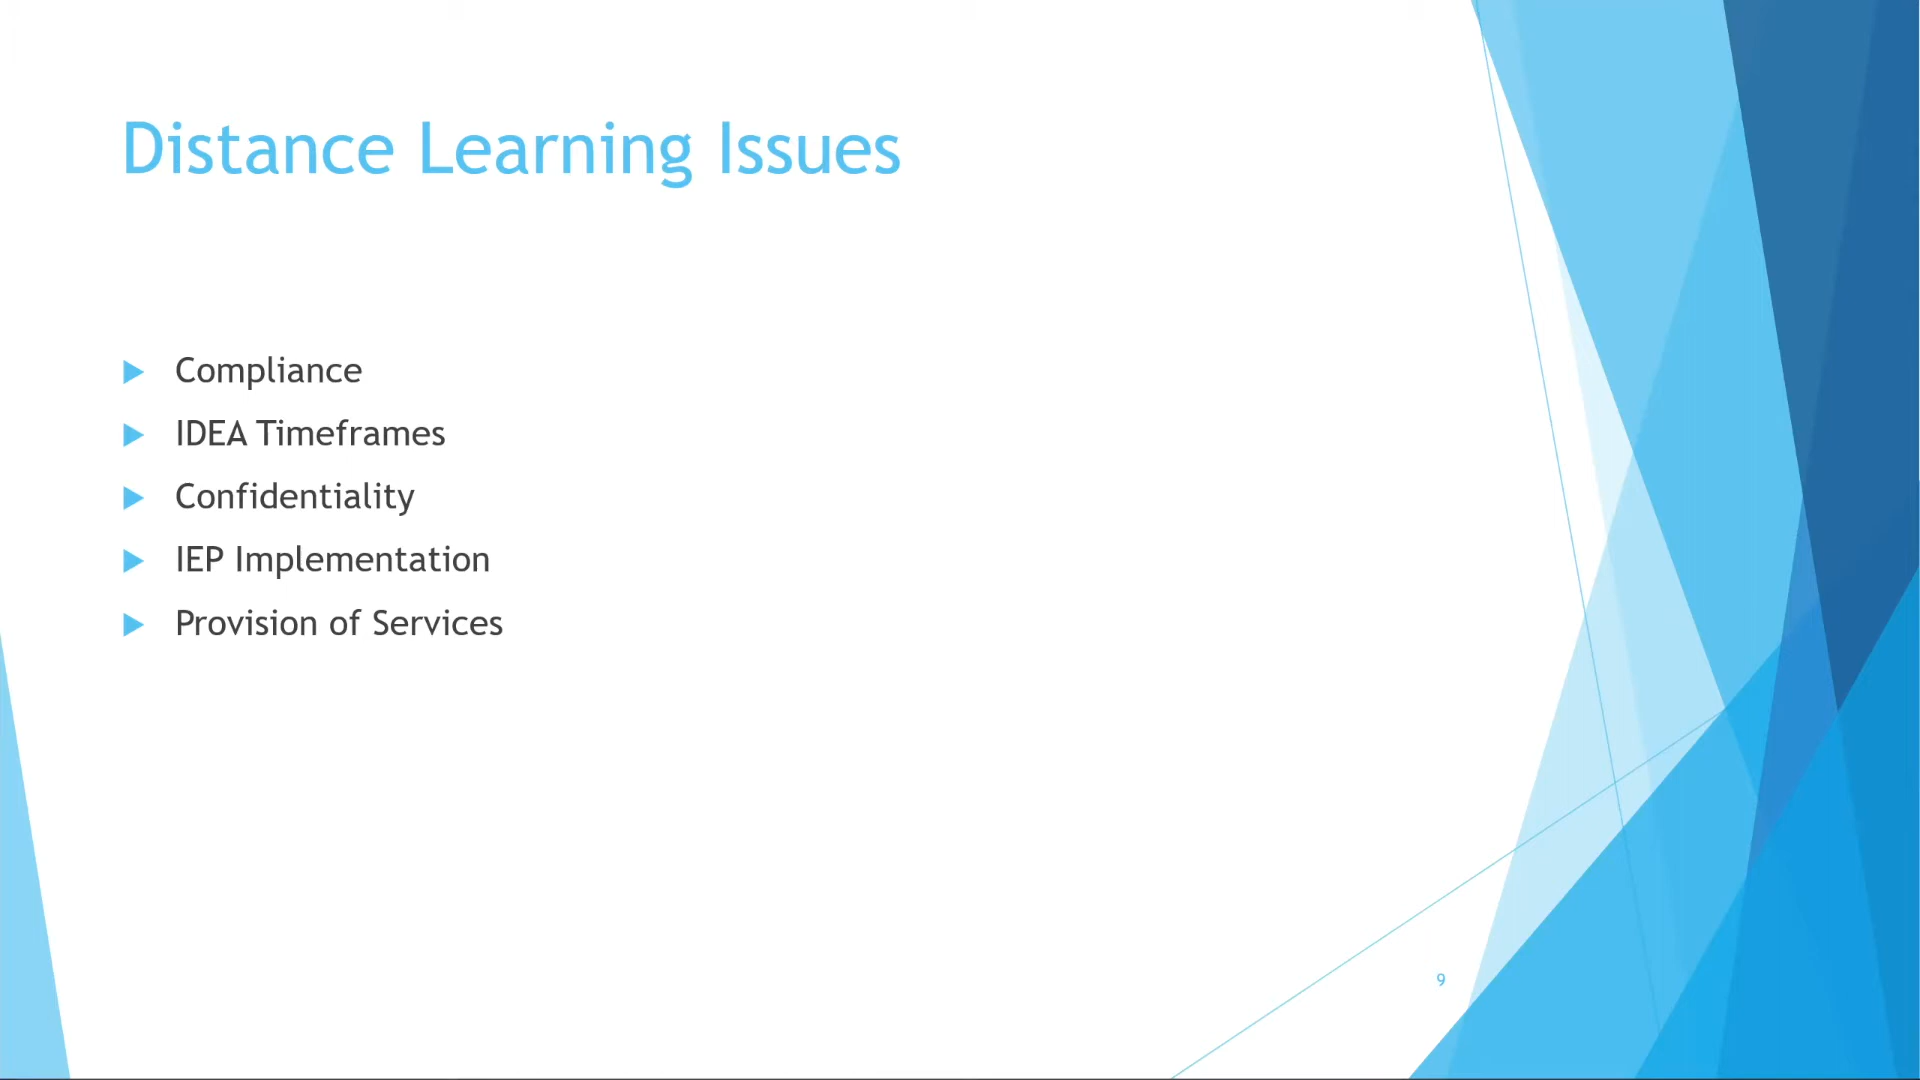 Distance Learning Issues
Compliance
IDEA Timeframes
Confidentiality
IEP Implementation
Provision of Services
9